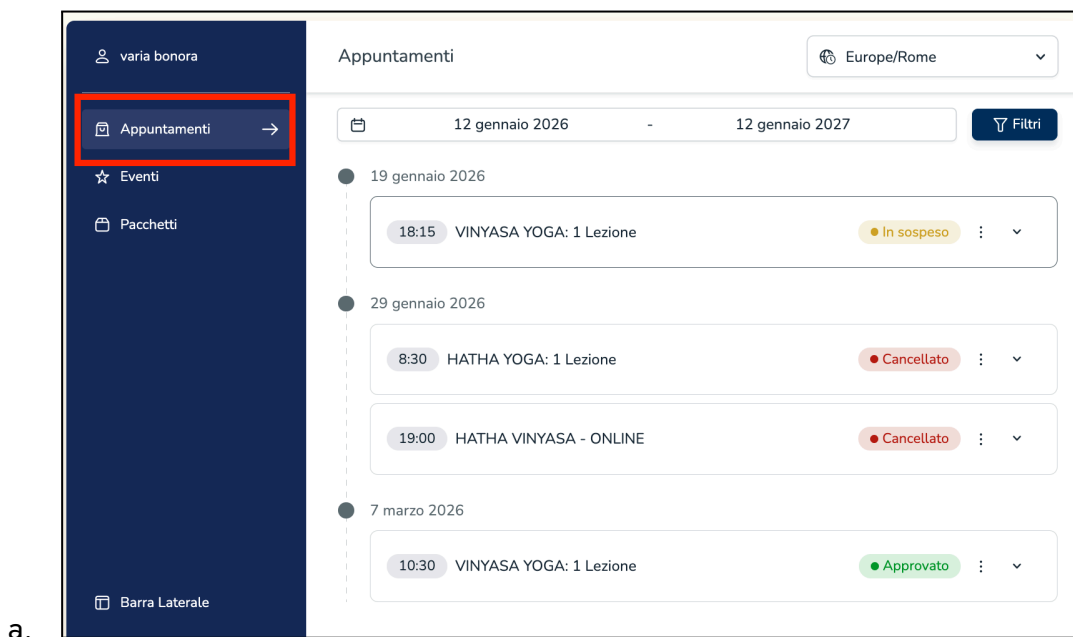 varia bonora
Appuntamenti
Eventi
Pacchetti
Barra Laterale
Appuntamenti
Europe/Rome
12 gennaio 2026 - 12 gennaio 2027
Filtri
19 gennaio 2026
18:15 VINYASA YOGA: 1 Lezione In sospeso
29 gennaio 2026
8:30 HATHA YOGA: 1 Lezione Cancellato
19:00 HATHA VINYASA - ONLINE Cancellato
7 marzo 2026
10:30 VINYASA YOGA: 1 Lezione Approvato
a.